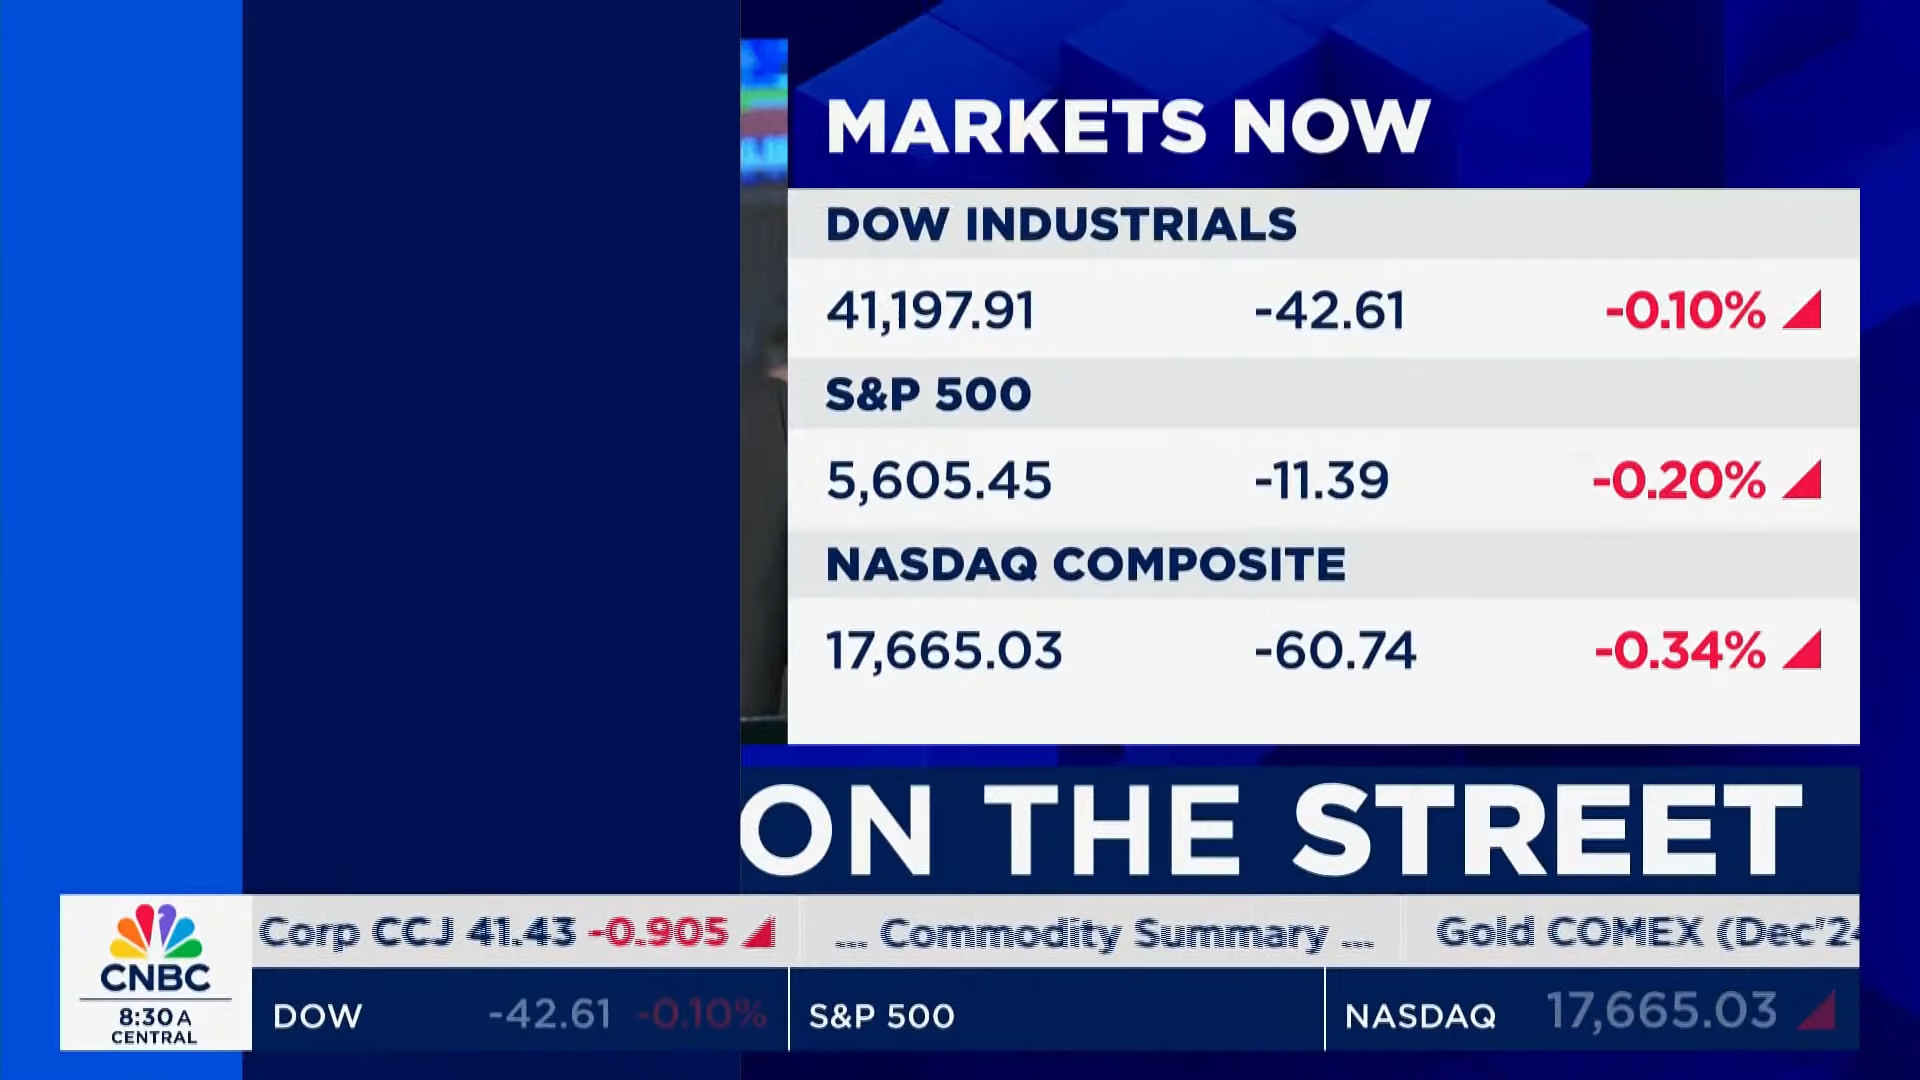 MARKETS NOW
DOW INDUSTRIALS
41,197.91 -42.61 -0.10%
S&P 500
5,605.45 -11.39 -0.20%
NASDAQ COMPOSITE
17,665.03 -60.74 -0.34%
ON THE STREET
Corp CCJ 41.43 -0.905 ... Commodity Summary ... Gold COMEX (Dec'24
CNBC
8:30 A
CENTRAL
DOW -42.61 -0.10% S&P 500 NASDAQ 17,665.03